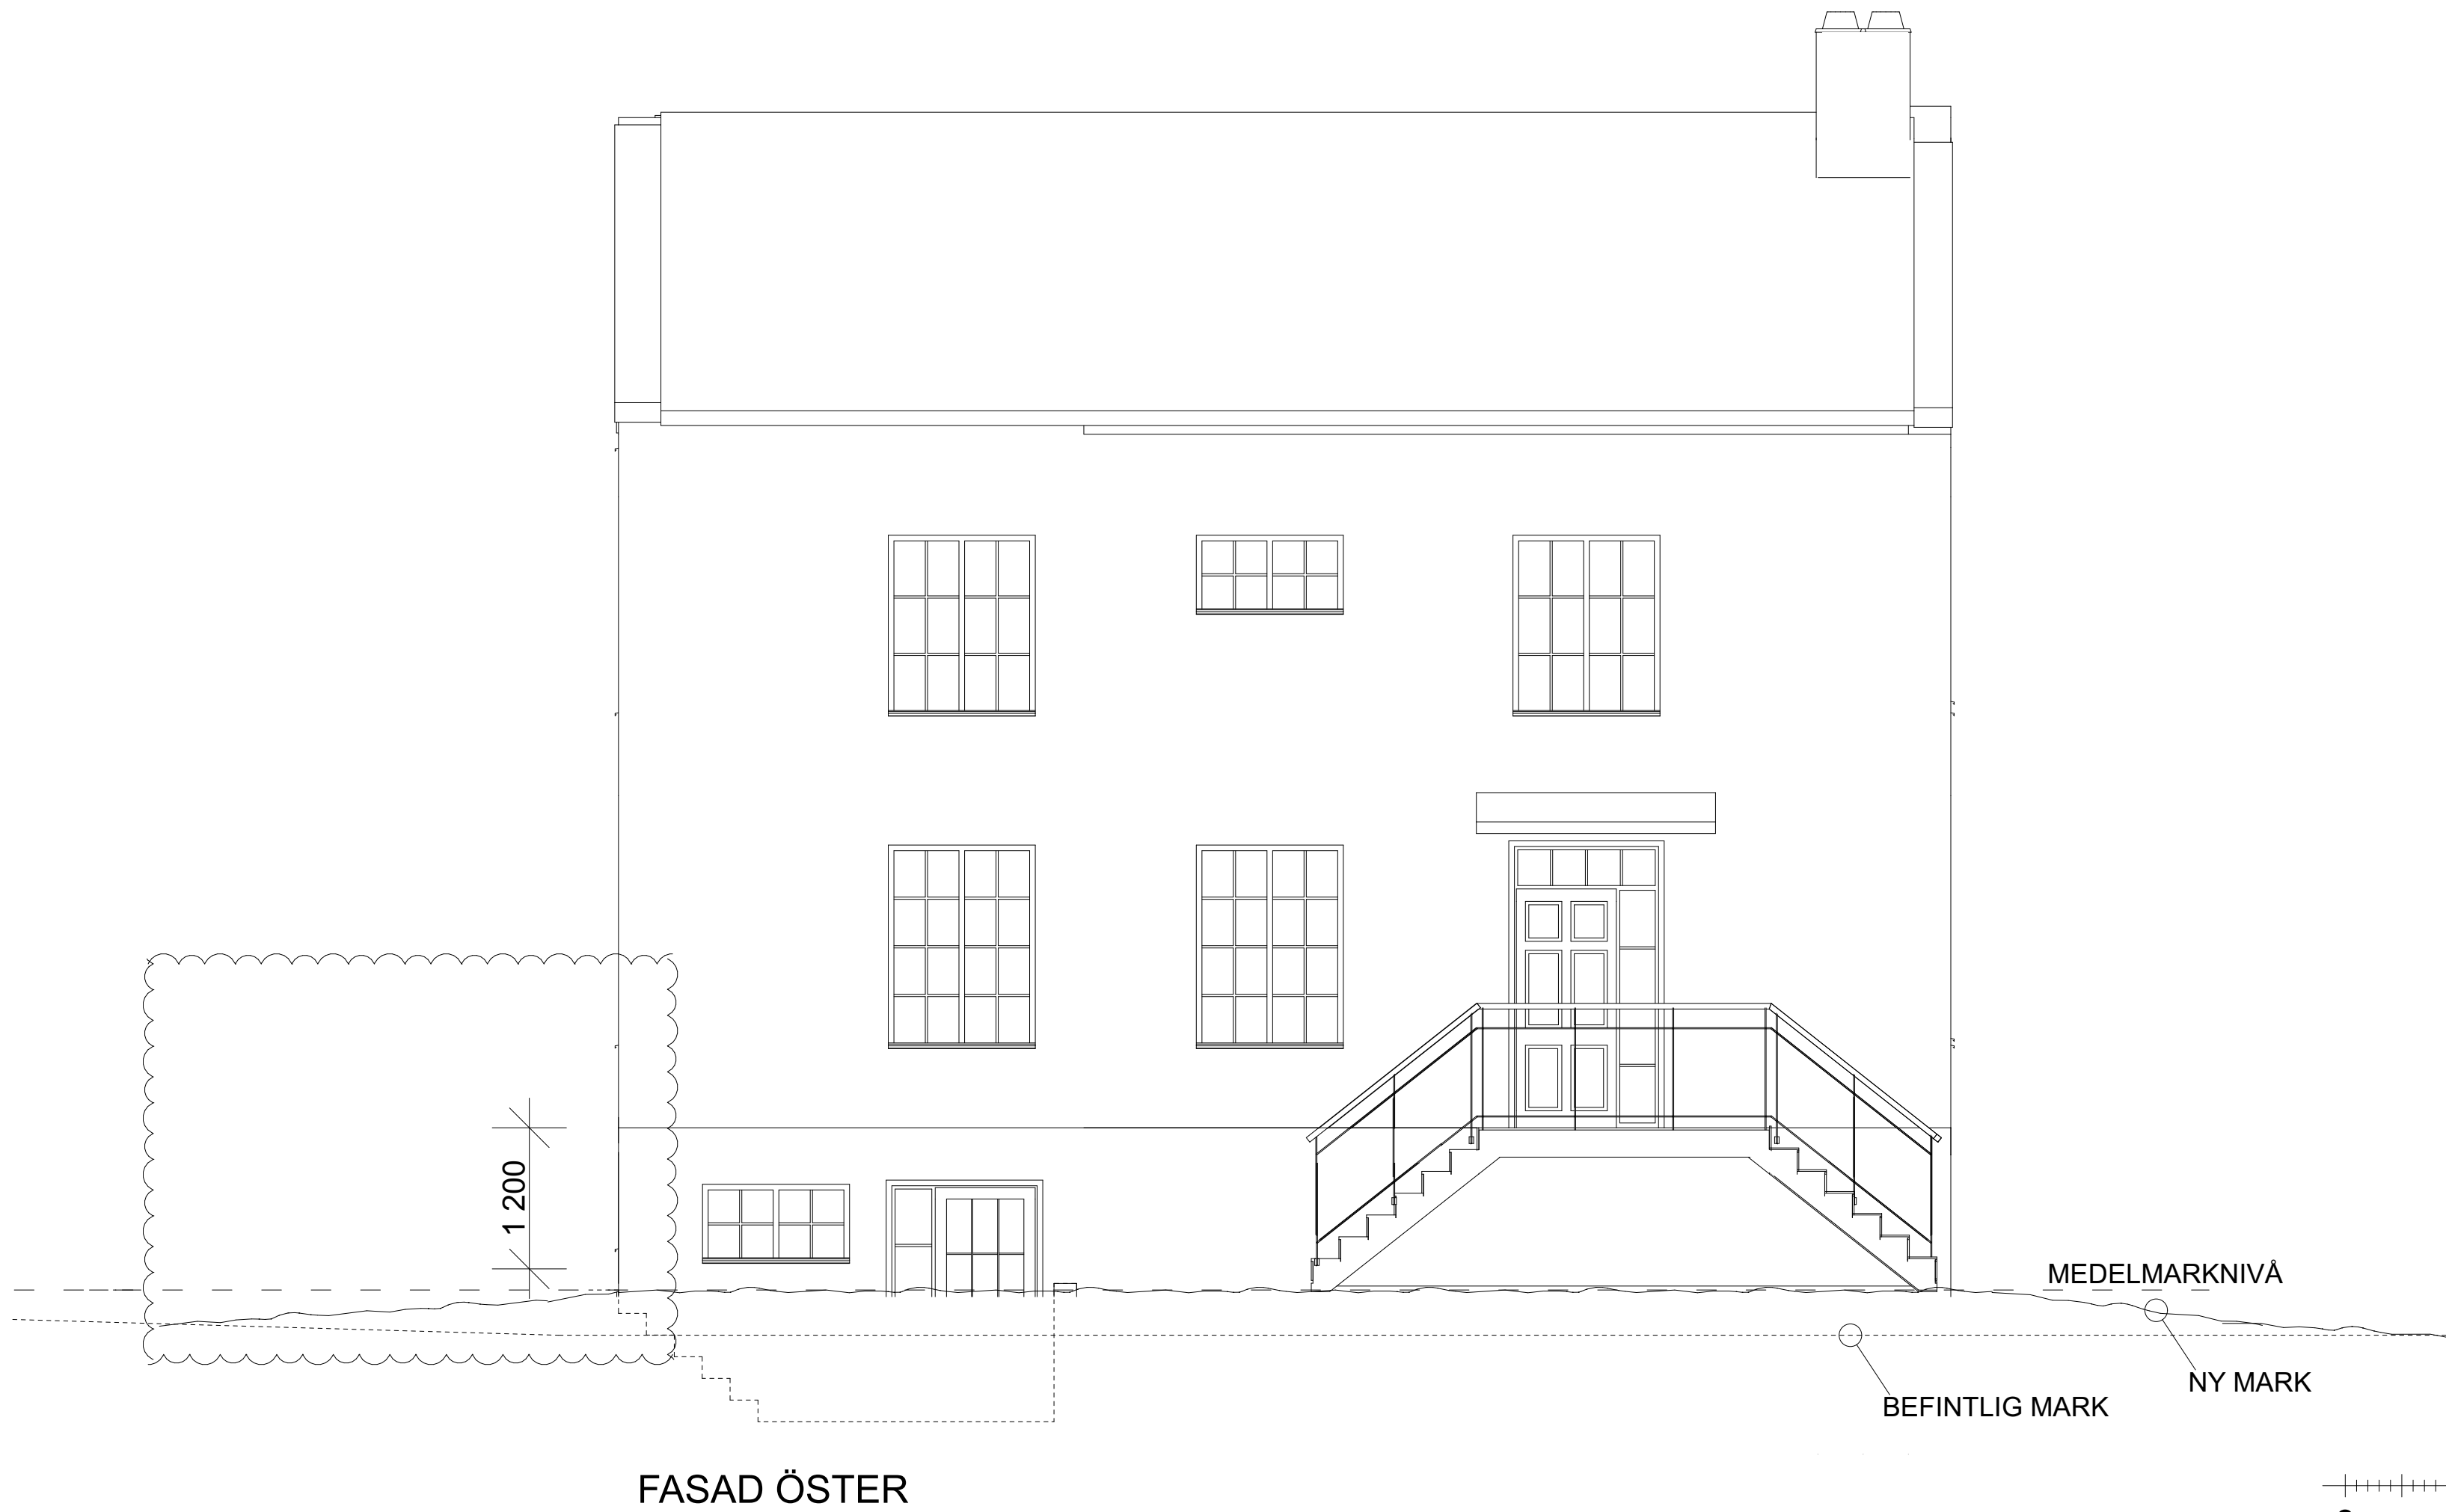 1 200
MEDELMARKNIVÅ
NY MARK
BEFINTLIG MARK
FASAD ÖSTER